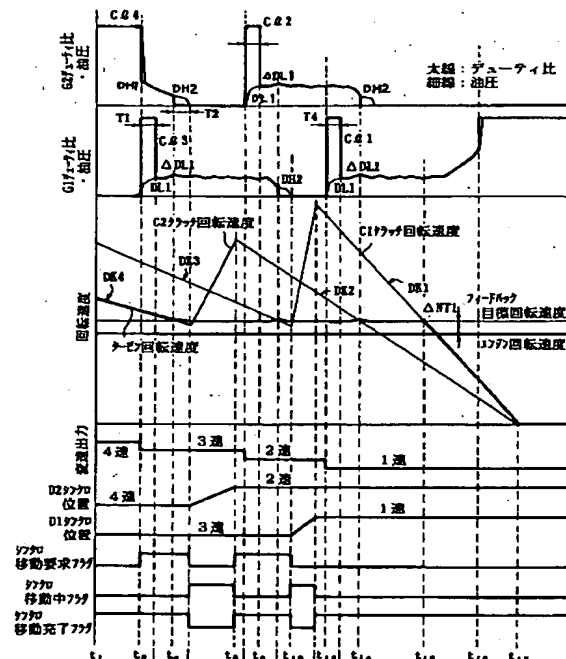 G2デューティ比
・油圧
CΩ4
CΩ2
DH1
DH2
T2
ΔDL1
DL1
DH2
太線：デューティ比
細線：油圧
G1デューティ比
・油圧
T1
CΩ3
ΔDL1
DL1
DH2
T4
CΩ1
ΔDL1
DL1
回転速度
C2クラッチ回転速度
C1クラッチ回転速度
DK4
DK3
DK2
DK1
タービン回転速度
ΔNT1
フィードバック
目標回転速度
エンジン回転速度
変速出力
4速
3速
2速
1速
D2シンクロ
位置
4速
2速
D1シンクロ
位置
3速
1速
シンクロ
移動要求フラグ
シンクロ
移動中フラグ
シンクロ
移動完了フラグ